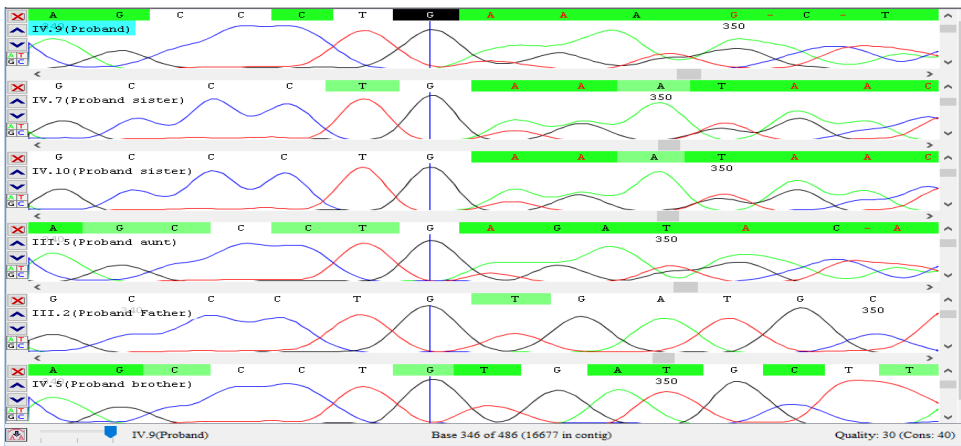 A G C C C T G A A A G - C - T
IV.9(Proband)
350
G C C C T G A A A T A A C
IV.7(Proband sister)
350
G C C C T G A A A T A A C
IV.10(Proband sister)
350
A G C C C T G A G A T A C - A
III.5(Proband aunt)
350
G C C C T G T G A T G C
III.2(Proband Father)
350
A G C C C T G T G A T G C T T
IV.5(Proband brother)
350
IV.9(Proband) Base 346 of 486 (16677 in contig) Quality: 30 (Cons: 40)